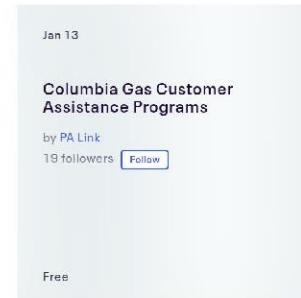 Jan 13
Columbia Gas Customer
Assistance Programs
by PA Link
19 followers Follow
Free